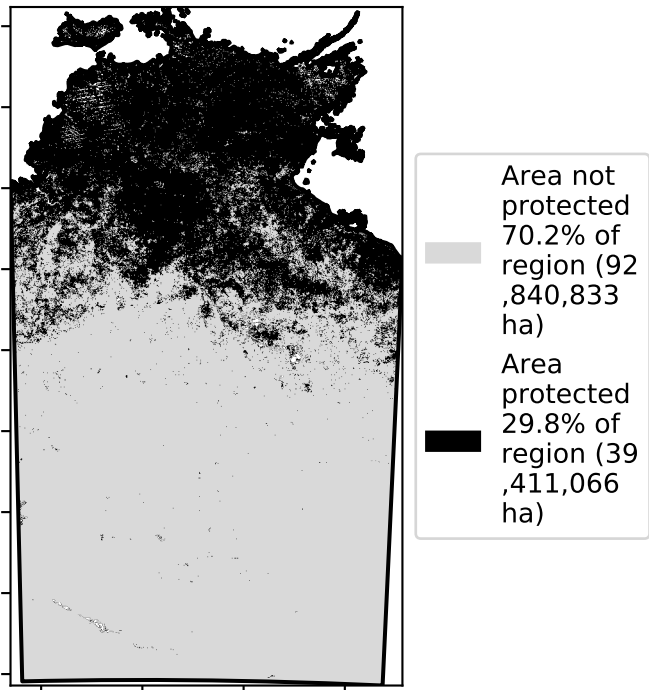 Area not
protected
70.2% of
region (92
,840,833
ha)
Area
protected
29.8% of
region (39
,411,066
ha)